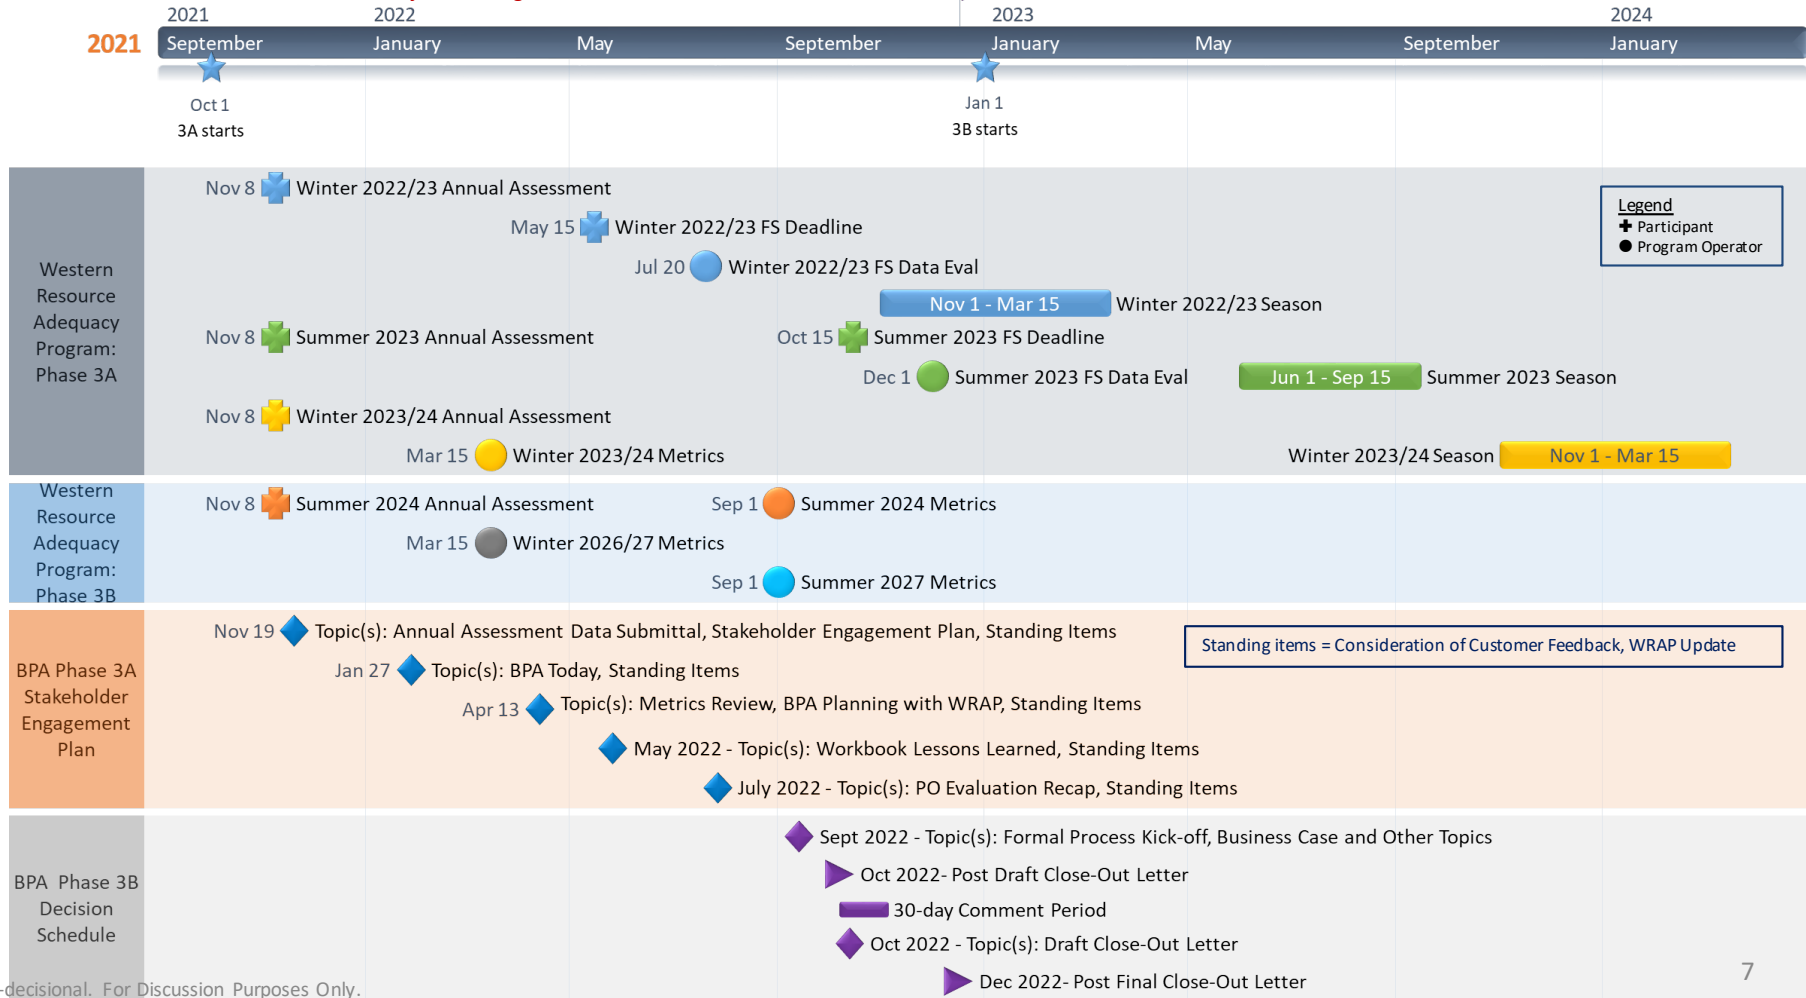 2021 2022 2023 2024
2021
September January May September January May September January
Oct 1
3A starts
Jan 1
3B starts
Western
Resource
Adequacy
Program:
Phase 3A
Nov 8 Winter 2022/23 Annual Assessment
May 15 Winter 2022/23 FS Deadline
Jul 20 Winter 2022/23 FS Data Eval
Nov 1 - Mar 15 Winter 2022/23 Season
Nov 8 Summer 2023 Annual Assessment
Oct 15 Summer 2023 FS Deadline
Dec 1 Summer 2023 FS Data Eval
Jun 1 - Sep 15 Summer 2023 Season
Nov 8 Winter 2023/24 Annual Assessment
Mar 15 Winter 2023/24 Metrics
Winter 2023/24 Season Nov 1 - Mar 15
Legend
Participant
Program Operator
Western
Resource
Adequacy
Program:
Phase 3B
Nov 8 Summer 2024 Annual Assessment
Sep 1 Summer 2024 Metrics
Mar 15 Winter 2026/27 Metrics
Sep 1 Summer 2027 Metrics
BPA Phase 3A
Stakeholder
Engagement
Plan
Nov 19 Topic(s): Annual Assessment Data Submittal, Stakeholder Engagement Plan, Standing Items
Standing items = Consideration of Customer Feedback, WRAP Update
Jan 27 Topic(s): BPA Today, Standing Items
Apr 13 Topic(s): Metrics Review, BPA Planning with WRAP, Standing Items
May 2022 - Topic(s): Workbook Lessons Learned, Standing Items
July 2022 - Topic(s): PO Evaluation Recap, Standing Items
BPA Phase 3B
Decision
Schedule
Sept 2022 - Topic(s): Formal Process Kick-off, Business Case and Other Topics
Oct 2022- Post Draft Close-Out Letter
30-day Comment Period
Oct 2022 - Topic(s): Draft Close-Out Letter
Dec 2022- Post Final Close-Out Letter
-decisional. For Discussion Purposes Only.
7